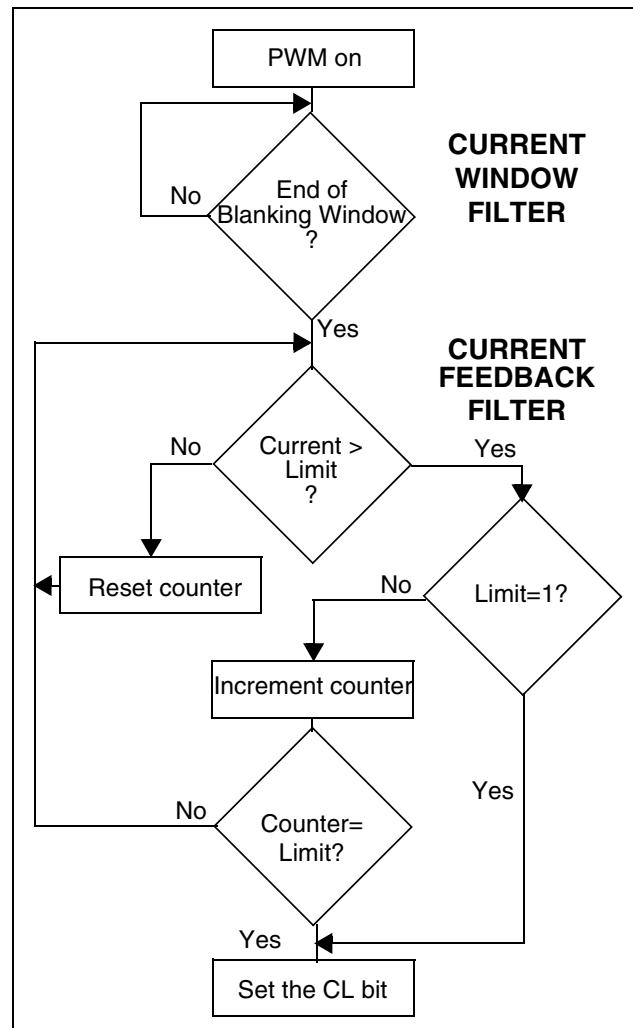 PWM on
CURRENT
WINDOW
FILTER
No
End of
Blanking Window
?
Yes
CURRENT
FEEDBACK
FILTER
No
Current >
Limit
?
Yes
Reset counter
No
Limit=1?
Increment counter
No
Counter=
Limit?
Yes
Yes
Set the CL bit